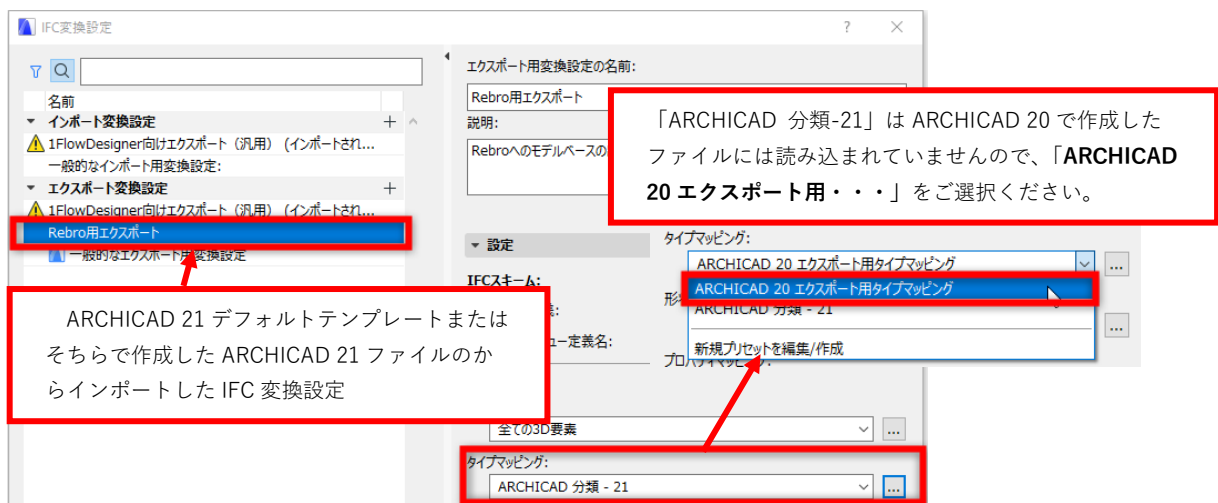 IFC変換設定
?
名前
インポート変換設定
1FlowDesigner向けエクスポート（汎用）（インポートされ...
一般的なインポート用変換設定:
エクスポート変換設定
1FlowDesigner向けエクスポート（汎用）（インポートされ...
Rebro用エクスポート
一般的なエクスポート用変換設定
ARCHICAD 21 デフォルトテンプレートまたは
そちらで作成した ARCHICAD 21 ファイルのか
らインポートした IFC 変換設定
エクスポート用変換設定の名前:
Rebro用エクスポート
説明:
Rebroへのモデルベースの
「ARCHICAD 分類-21」は ARCHICAD 20 で作成した
ファイルには読み込まれていませんので、「ARCHICAD
20 エクスポート用・・・」をご選択ください。
設定
IFCスキーム:
ュー定義名:
タイプマッピング:
ARCHICAD 20 エクスポート用タイプマッピング
...
ARCHICAD 20 エクスポート用タイプマッピング
ARCHICAD 分類 - 21
...
新規プリセットを編集/作成
全ての3D要素
...
タイプマッピング:
ARCHICAD 分類 - 21
...